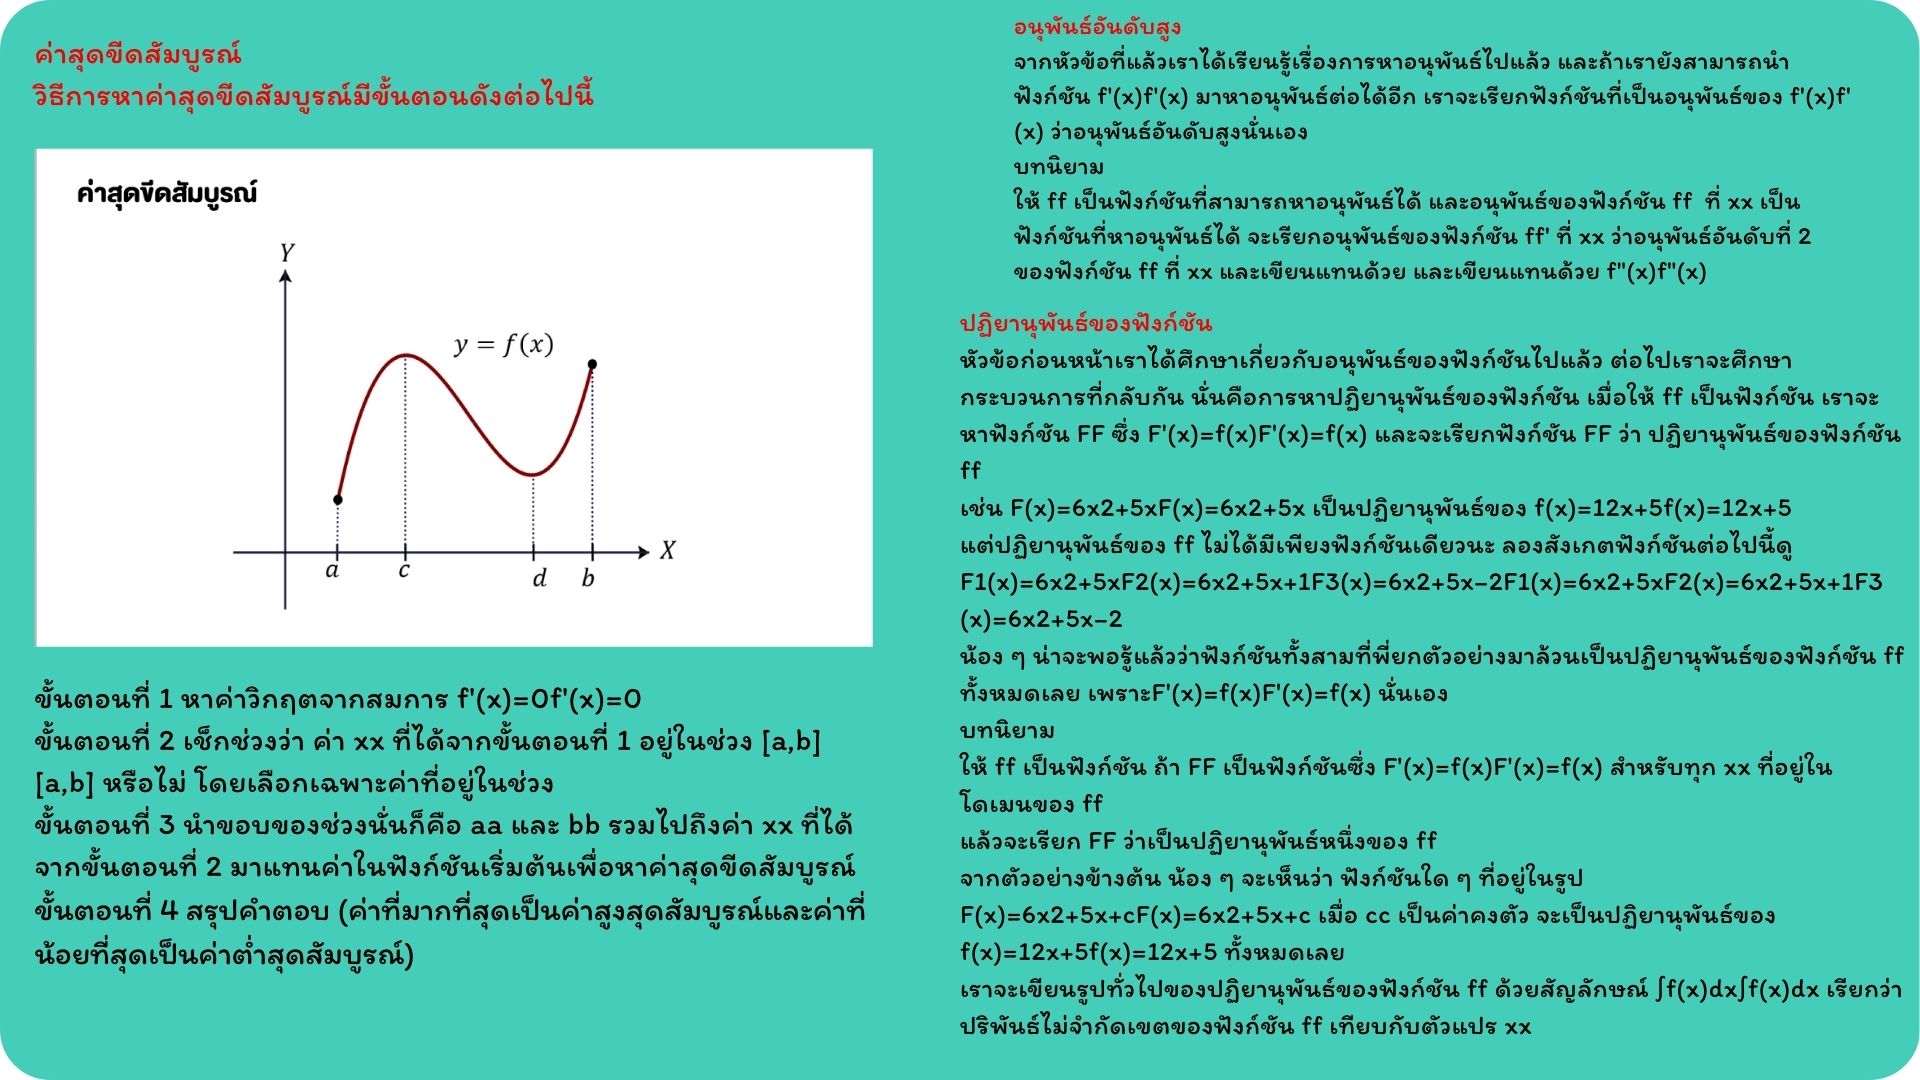 ค่าสุดขีดสัมบูรณ์
วิธีการหาค่าสุดขีดสัมบูรณ์มีขั้นตอนดังต่อไปนี้
ค่าสุดขีดสัมบูรณ์
Y
y = f(x)
X
a
c
d
b
ขั้นตอนที่ 1 หาค่าวิกฤตจากสมการ f'(x)=0f'(x)=0
ขั้นตอนที่ 2 เช็กช่วงว่า ค่า xx ที่ได้จากขั้นตอนที่ 1 อยู่ในช่วง [a,b]
[a,b] หรือไม่ โดยเลือกเฉพาะค่าที่อยู่ในช่วง
ขั้นตอนที่ 3 นำขอบของช่วงนั่นก็คือ aa และ bb รวมไปถึงค่า xx ที่ได้
จากขั้นตอนที่ 2 มาแทนค่าในฟังก์ชันเริ่มต้นเพื่อหาค่าสุดขีดสัมบูรณ์
ขั้นตอนที่ 4 สรุปคำตอบ (ค่าที่มากที่สุดเป็นค่าสูงสุดสัมบูรณ์และค่าที่
น้อยที่สุดเป็นค่าต่ำสุดสัมบูรณ์)
อนุพันธ์อันดับสูง
จากหัวข้อที่แล้วเราได้เรียนรู้เรื่องการหาอนุพันธ์ไปแล้ว และถ้าเรายังสามารถนำ
ฟังก์ชัน f'(x)f'(x) มาหาอนุพันธ์ต่อได้อีก เราจะเรียกฟังก์ชันที่เป็นอนุพันธ์ของ f'(x)f'
(x) ว่าอนุพันธ์อันดับสูงนั่นเอง
บทนิยาม
ให้ ff เป็นฟังก์ชันที่สามารถหาอนุพันธ์ได้ และอนุพันธ์ของฟังก์ชัน ff ที่ xx เป็น
ฟังก์ชันที่หาอนุพันธ์ได้ จะเรียกอนุพันธ์ของฟังก์ชัน ff' ที่ xx ว่าอนุพันธ์อันดับที่ 2
ของฟังก์ชัน ff ที่ xx และเขียนแทนด้วย และเขียนแทนด้วย f"(x)f"(x)
ปฏิยานุพันธ์ของฟังก์ชัน
หัวข้อก่อนหน้าเราได้ศึกษาเกี่ยวกับอนุพันธ์ของฟังก์ชันไปแล้ว ต่อไปเราจะศึกษา
กระบวนการที่กลับกัน นั่นคือการหาปฏิยานุพันธ์ของฟังก์ชัน เมื่อให้ ff เป็นฟังก์ชัน เราจะ
หาฟังก์ชัน FF ซึ่ง F'(x)=f(x)F'(x)=f(x) และจะเรียกฟังก์ชัน FF ว่า ปฏิยานุพันธ์ของฟังก์ชัน
ff
เช่น F(x)=6x2+5xF(x)=6x2+5x เป็นปฏิยานุพันธ์ของ f(x)=12x+5f(x)=12x+5
แต่ปฏิยานุพันธ์ของ ff ไม่ได้มีเพียงฟังก์ชันเดียวนะ ลองสังเกตฟังก์ชันต่อไปนี้ดู
F1(x)=6x2+5xF2(x)=6x2+5x+1F3(x)=6x2+5x−2F1(x)=6x2+5xF2(x)=6x2+5x+1F3
(x)=6x2+5x−2
น้อง ๆ น่าจะพอรู้แล้วว่าฟังก์ชันทั้งสามที่พี่ยกตัวอย่างมาล้วนเป็นปฏิยานุพันธ์ของฟังก์ชัน ff
ทั้งหมดเลย เพราะF'(x)=f(x)F'(x)=f(x) นั่นเอง
บทนิยาม
ให้ ff เป็นฟังก์ชัน ถ้า FF เป็นฟังก์ชันซึ่ง F'(x)=f(x)F'(x)=f(x) สำหรับทุก xx ที่อยู่ใน
โดเมนของ ff
แล้วจะเรียก FF ว่าเป็นปฏิยานุพันธ์หนึ่งของ ff
จากตัวอย่างข้างต้น น้อง ๆ จะเห็นว่า ฟังก์ชันใด ๆ ที่อยู่ในรูป
F(x)=6x2+5x+cF(x)=6x2+5x+c เมื่อ cc เป็นค่าคงตัว จะเป็นปฏิยานุพันธ์ของ
f(x)=12x+5f(x)=12x+5 ทั้งหมดเลย
เราจะเขียนรูปทั่วไปของปฏิยานุพันธ์ของฟังก์ชัน ff ด้วยสัญลักษณ์ ∫f(x)dx∫f(x)dx เรียกว่า
ปริพันธ์ไม่จำกัดเขตของฟังก์ชัน ff เทียบกับตัวแปร xx